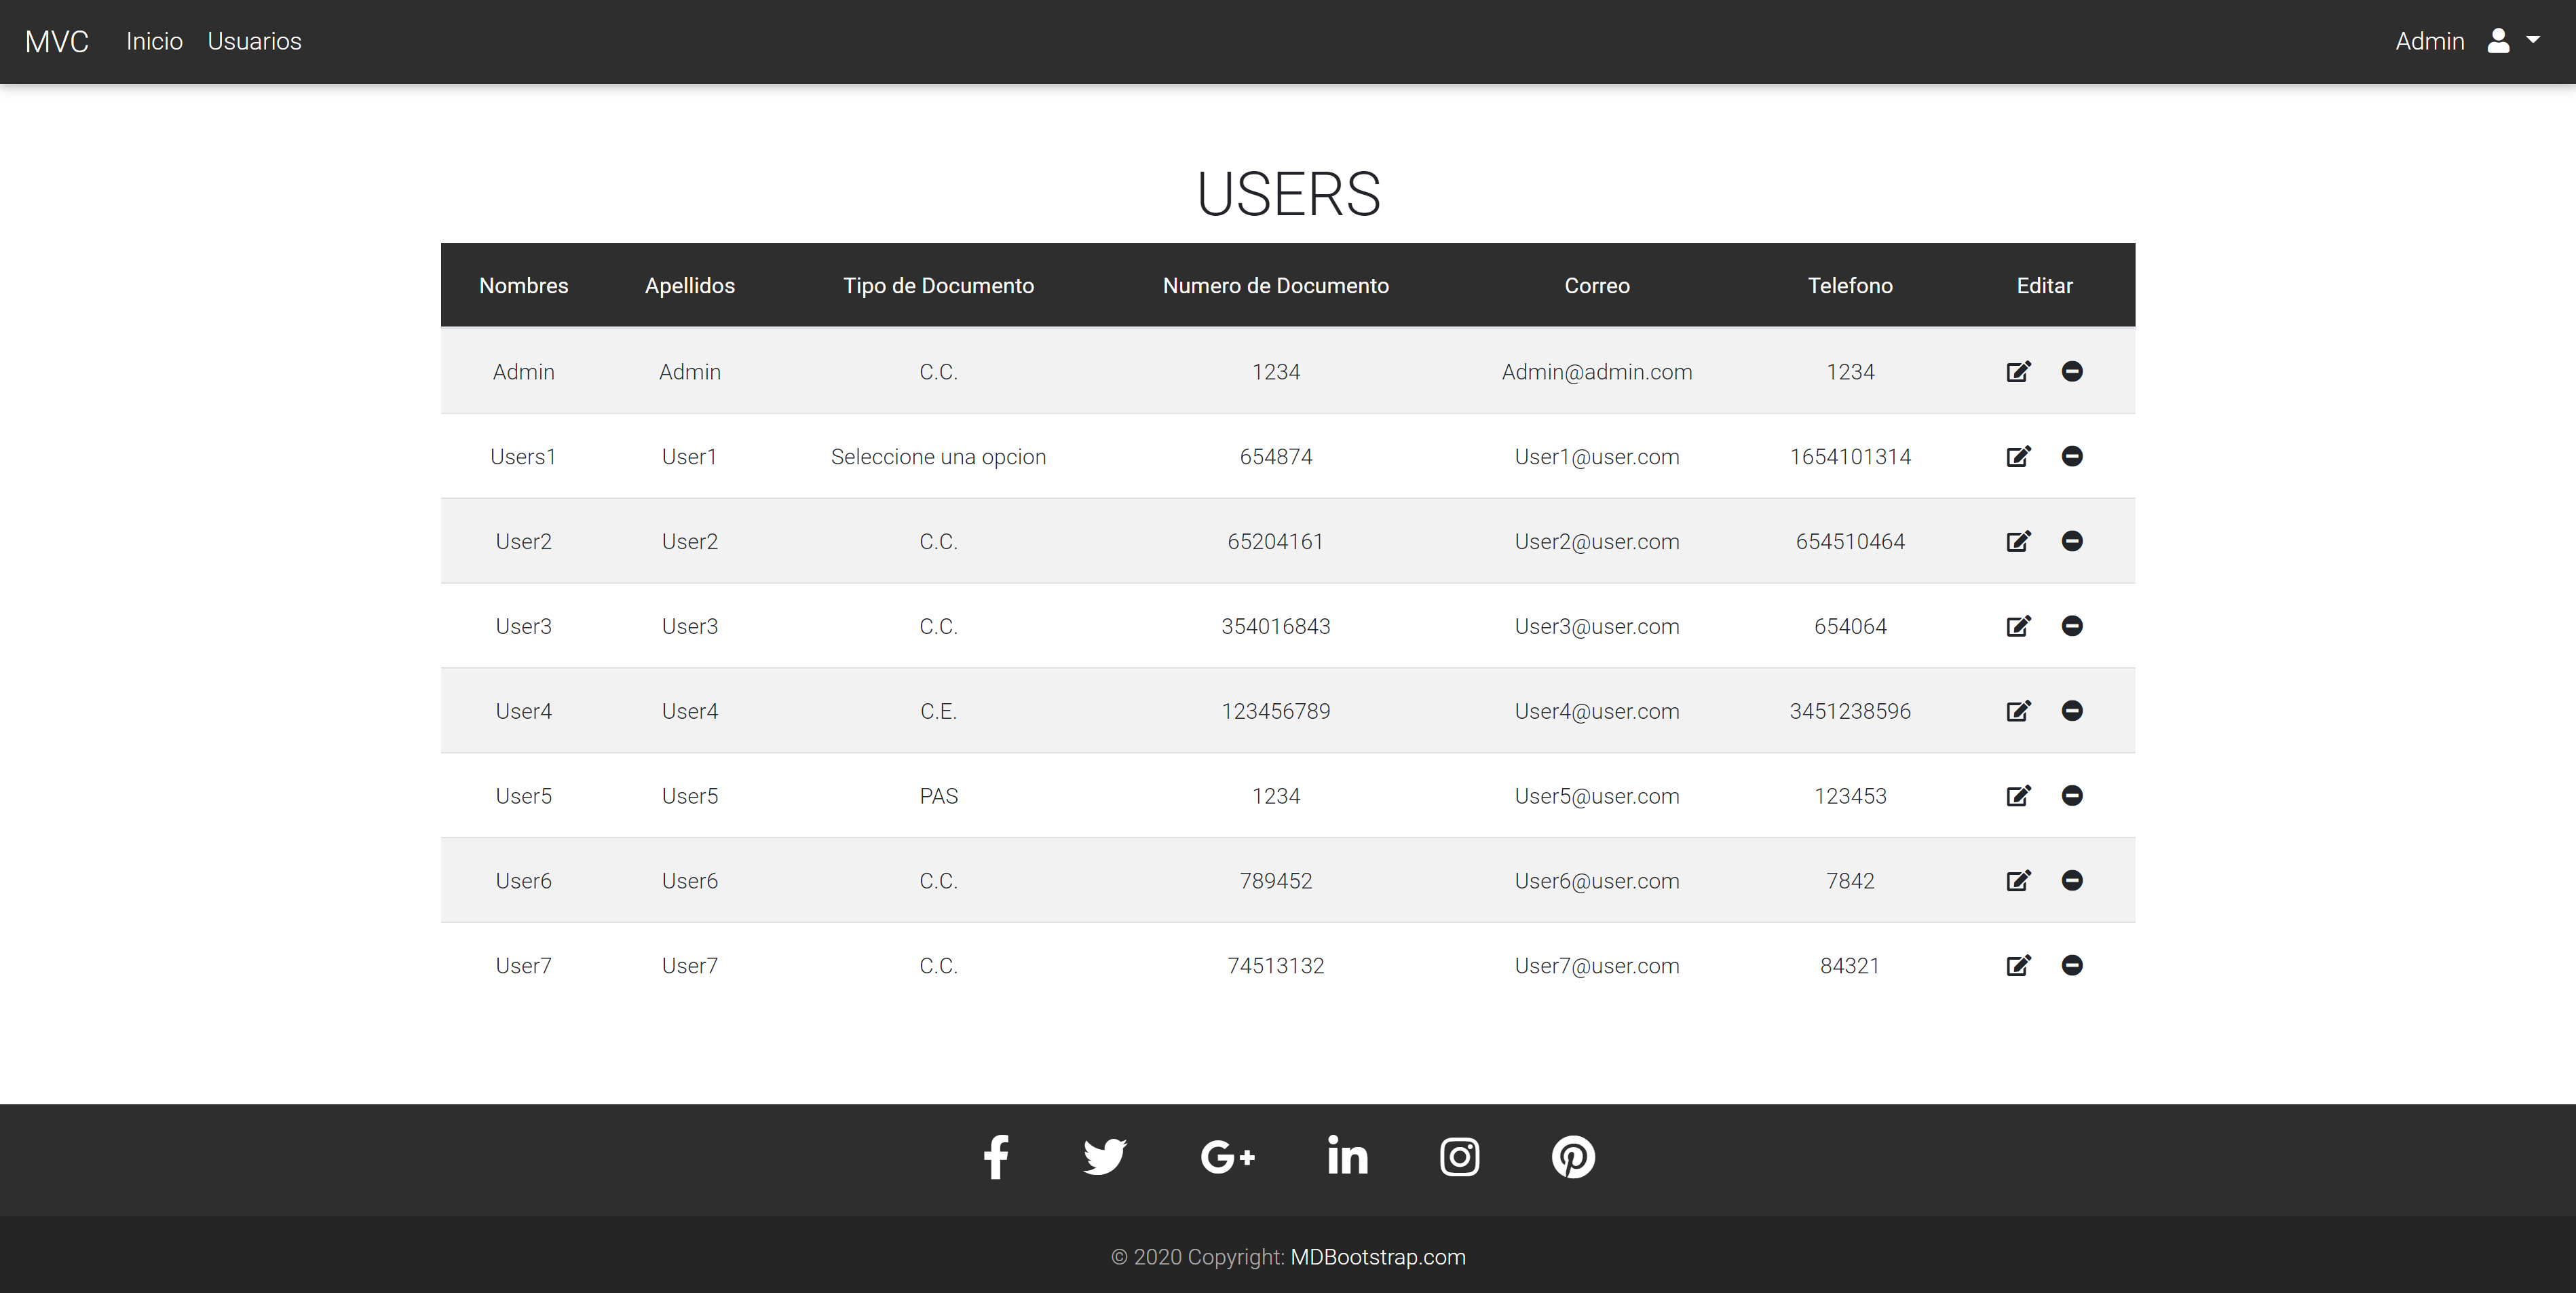 MVC Inicio Usuarios Admin
USERS
Nombres Apellidos Tipo de Documento Numero de Documento Correo Telefono Editar
Admin Admin C.C. 1234 Admin@admin.com 1234
Users1 User1 Seleccione una opcion 654874 User1@user.com 1654101314
User2 User2 C.C. 65204161 User2@user.com 654510464
User3 User3 C.C. 354016843 User3@user.com 654064
User4 User4 C.E. 123456789 User4@user.com 3451238596
User5 User5 PAS 1234 User5@user.com 123453
User6 User6 C.C. 789452 User6@user.com 7842
User7 User7 C.C. 74513132 User7@user.com 84321
© 2020 Copyright: MDBootstrap.com